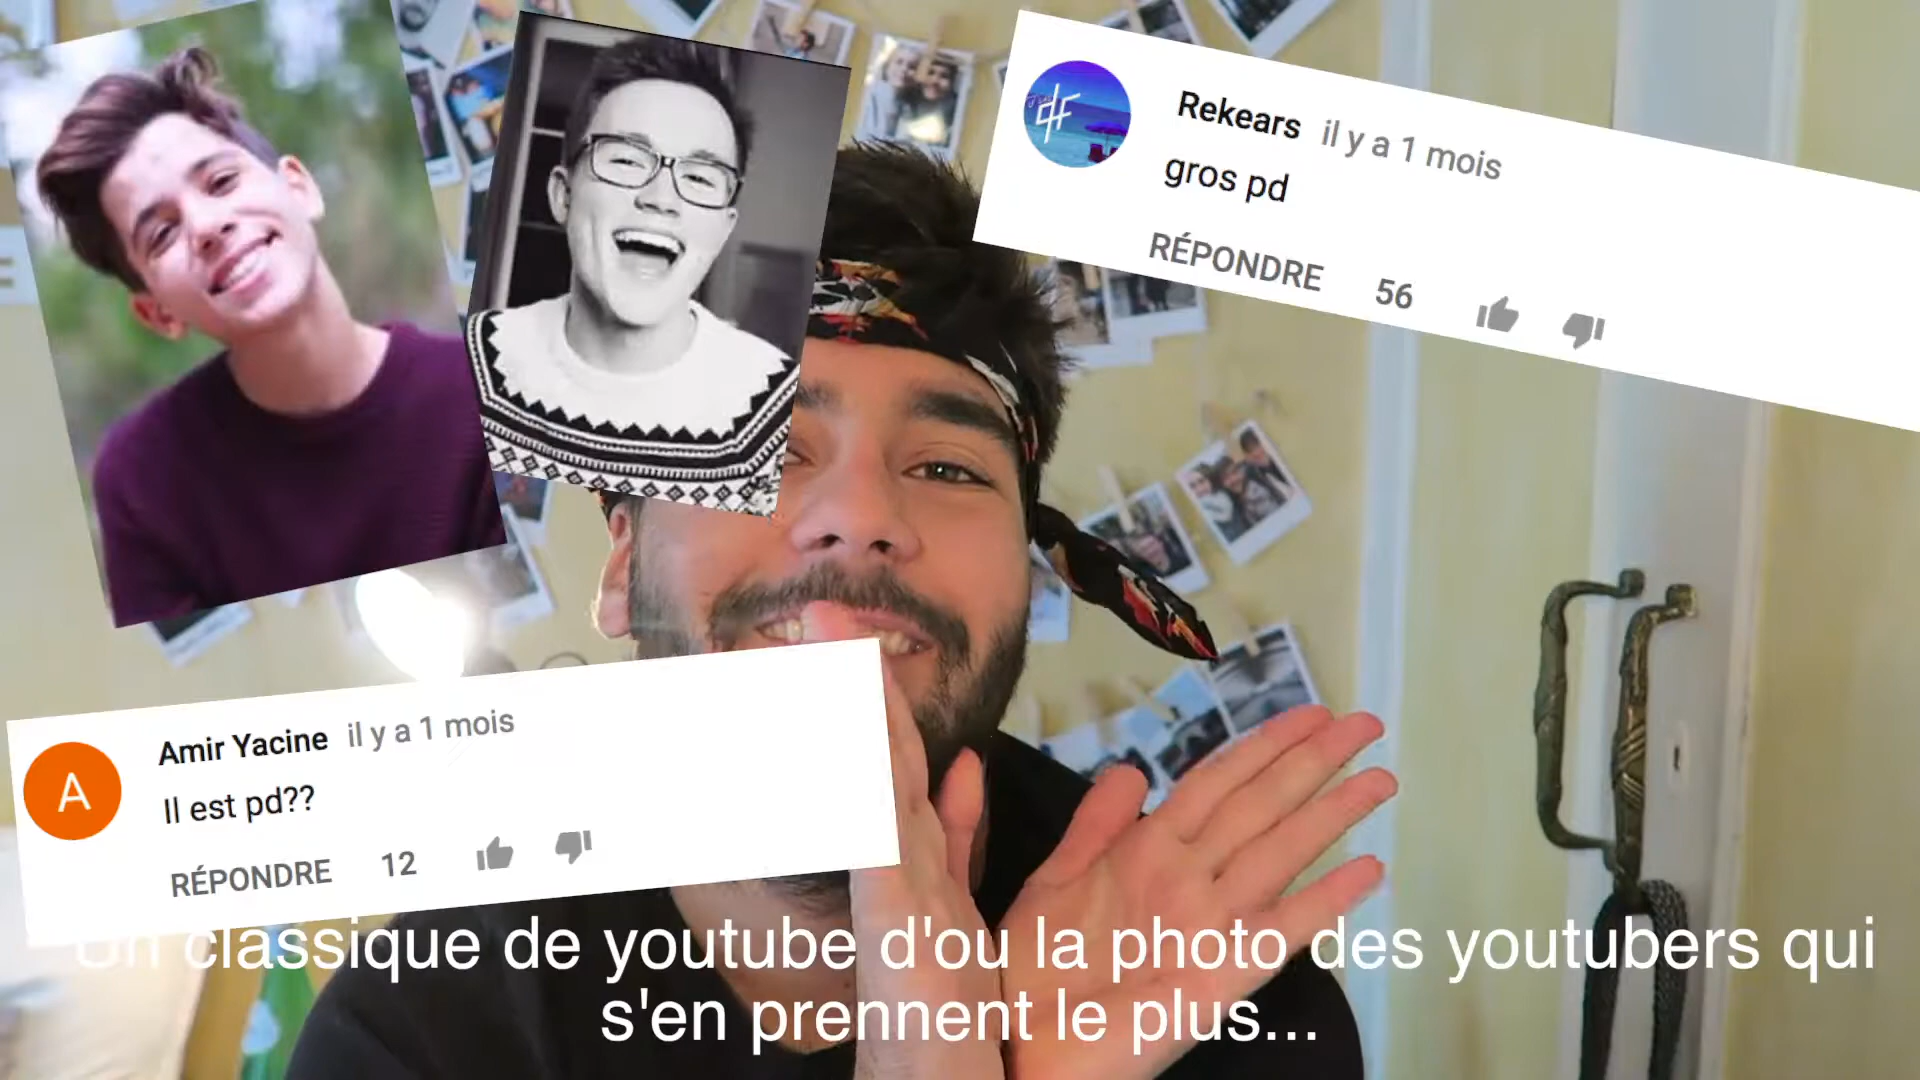 Rekears il y a 1 mois
gros pd
RÉPONDRE 56
A
Amir Yacine il y a 1 mois
Il est pd??
RÉPONDRE 12
Un classique de youtube d'ou la photo des youtubers qui
s'en prennent le plus...